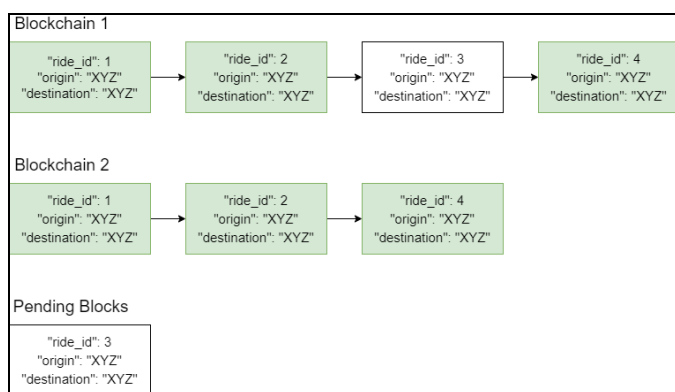 Blockchain 1
"ride_id": 1
"origin": "XYZ"
"destination": "XYZ"
"ride_id": 2
"origin": "XYZ"
"destination": "XYZ"
"ride_id": 3
"origin": "XYZ"
"destination": "XYZ"
"ride_id": 4
"origin": "XYZ"
"destination": "XYZ"
Blockchain 2
"ride_id": 1
"origin": "XYZ"
"destination": "XYZ"
"ride_id": 2
"origin": "XYZ"
"destination": "XYZ"
"ride_id": 4
"origin": "XYZ"
"destination": "XYZ"
Pending Blocks
"ride_id": 3
"origin": "XYZ"
"destination": "XYZ"